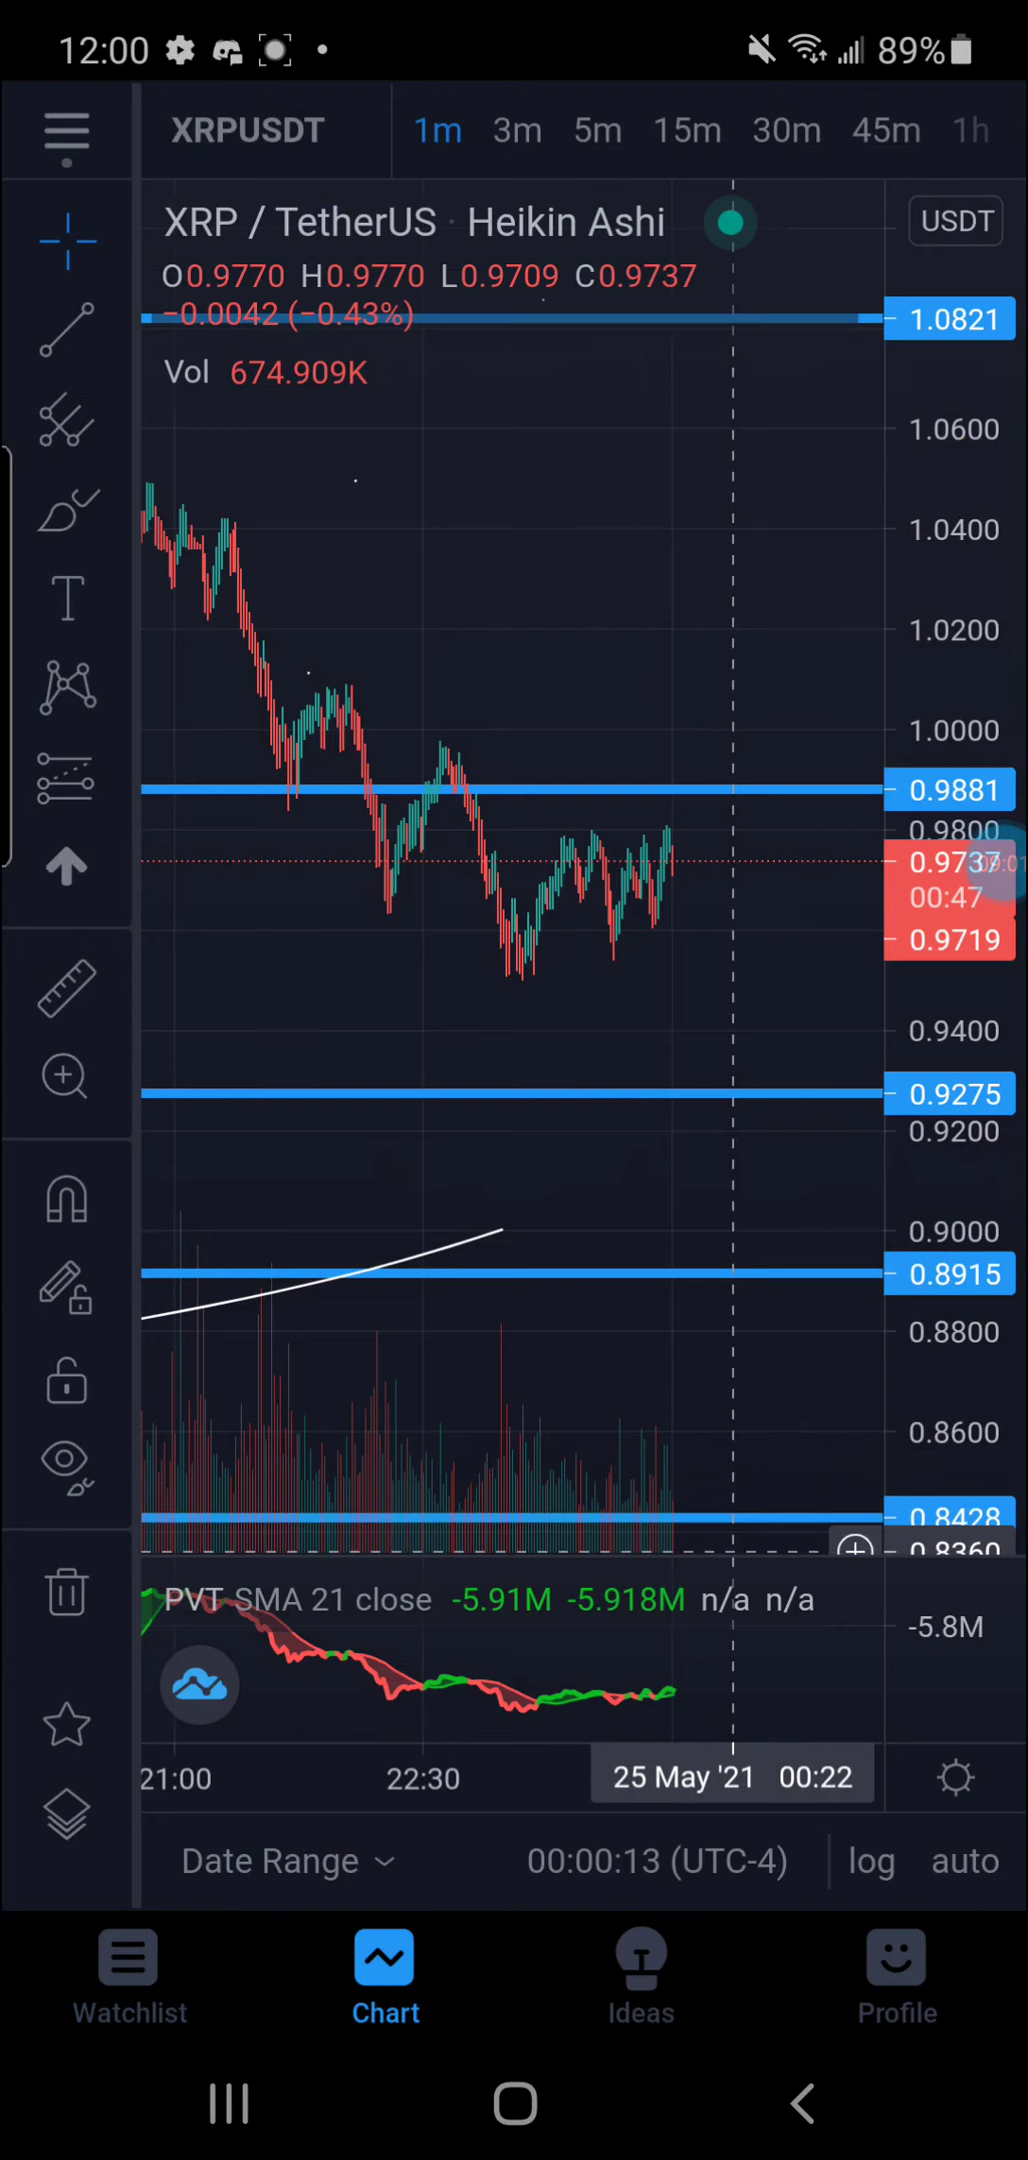 12:00 89%
XRPUSDT 1m 3m 5m 15m 30m 45m 1h
XRP / TetherUS · Heikin Ashi USDT
O0.9770 H0.9770 L0.9709 C0.9737
−0.0042 (−0.43%)
1.0821
Vol 674.909K
1.0600
1.0400
1.0200
1.0000
0.9881
0.9800
0.9737
00:47
0.9719
0.9400
0.9275
0.9200
0.9000
0.8915
0.8800
0.8600
0.8428
0.8360
PVT SMA 21 close -5.91M -5.918M n/a n/a
-5.8M
21:00 22:30 25 May '21 00:22
Date Range 00:00:13 (UTC-4) log auto
Watchlist Chart Ideas Profile